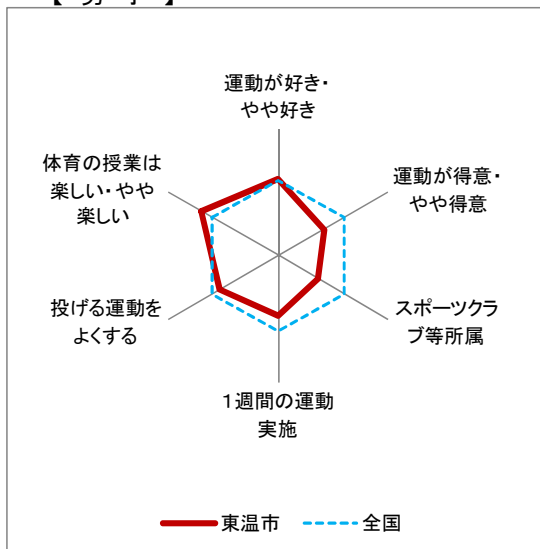 運動が好き・
やや好き
運動が得意・
やや得意
スポーツクラ
ブ等所属
1週間の運動
実施
投げる運動を
よくする
体育の授業は
楽しい・やや
楽しい
東温市
全国